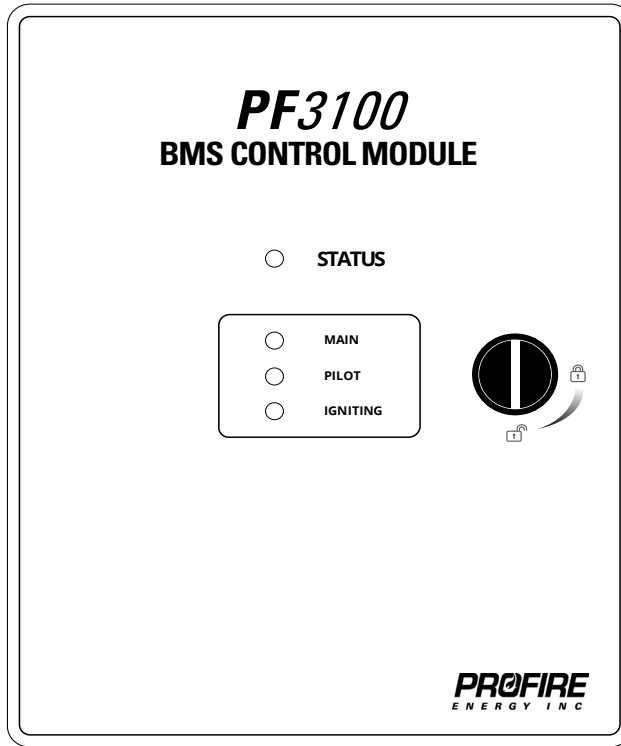 PF3100
BMS CONTROL MODULE
STATUS
MAIN
PILOT
IGNITING
PROFIRE
ENERGY INC